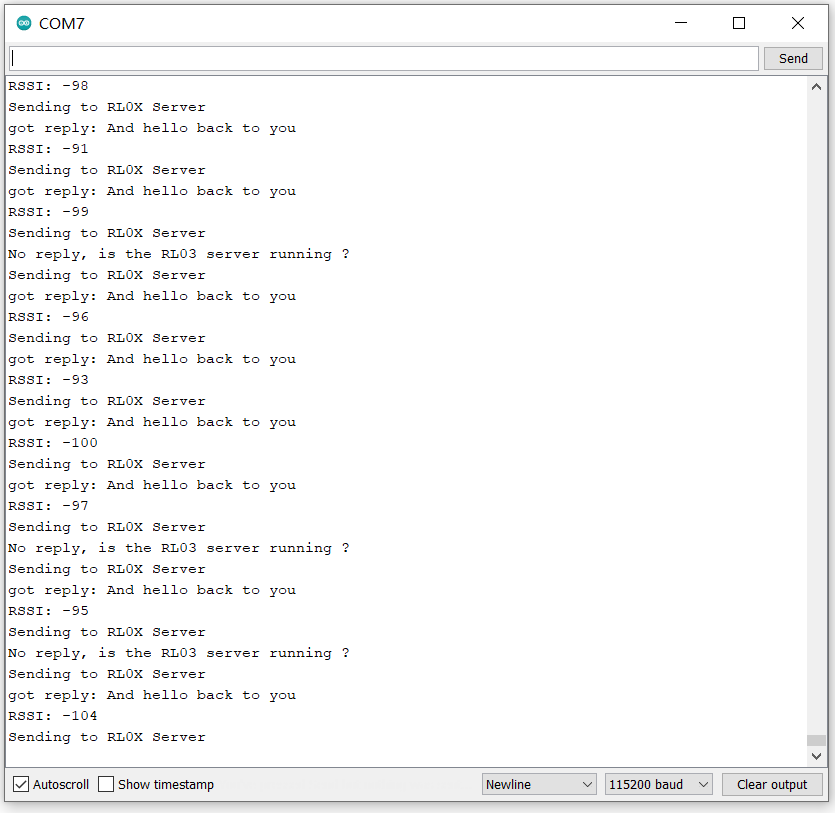 COM7
Send
RSSI: -98
Sending to RL0X Server
got reply: And hello back to you
RSSI: -91
Sending to RL0X Server
got reply: And hello back to you
RSSI: -99
Sending to RL0X Server
No reply, is the RL03 server running ?
Sending to RL0X Server
got reply: And hello back to you
RSSI: -96
Sending to RL0X Server
got reply: And hello back to you
RSSI: -93
Sending to RL0X Server
got reply: And hello back to you
RSSI: -100
Sending to RL0X Server
got reply: And hello back to you
RSSI: -97
Sending to RL0X Server
No reply, is the RL03 server running ?
Sending to RL0X Server
got reply: And hello back to you
RSSI: -95
Sending to RL0X Server
No reply, is the RL03 server running ?
Sending to RL0X Server
got reply: And hello back to you
RSSI: -104
Sending to RL0X Server
Autoscroll Show timestamp Newline 115200 baud Clear output